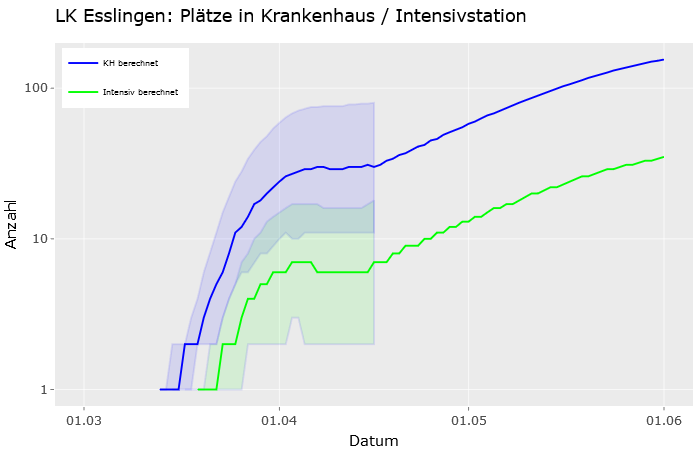 LK Esslingen: Plätze in Krankenhaus / Intensivstation
KH berechnet
Intensiv berechnet
100
10
1
Anzahl
01.03 01.04 01.05 01.06
Datum